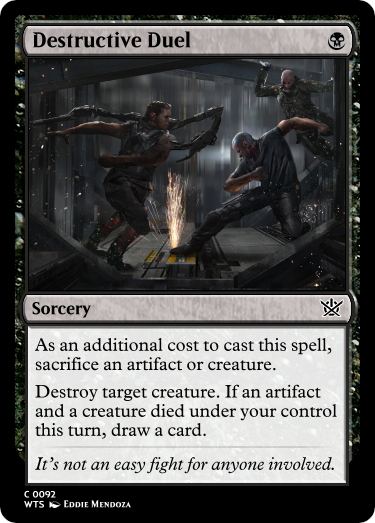 Destructive Duel
Sorcery
As an additional cost to cast this spell,
sacrifice an artifact or creature.
Destroy target creature. If an artifact
and a creature died under your control
this turn, draw a card.
It's not an easy fight for anyone involved.
C 0092
WTS Eddie Mendoza